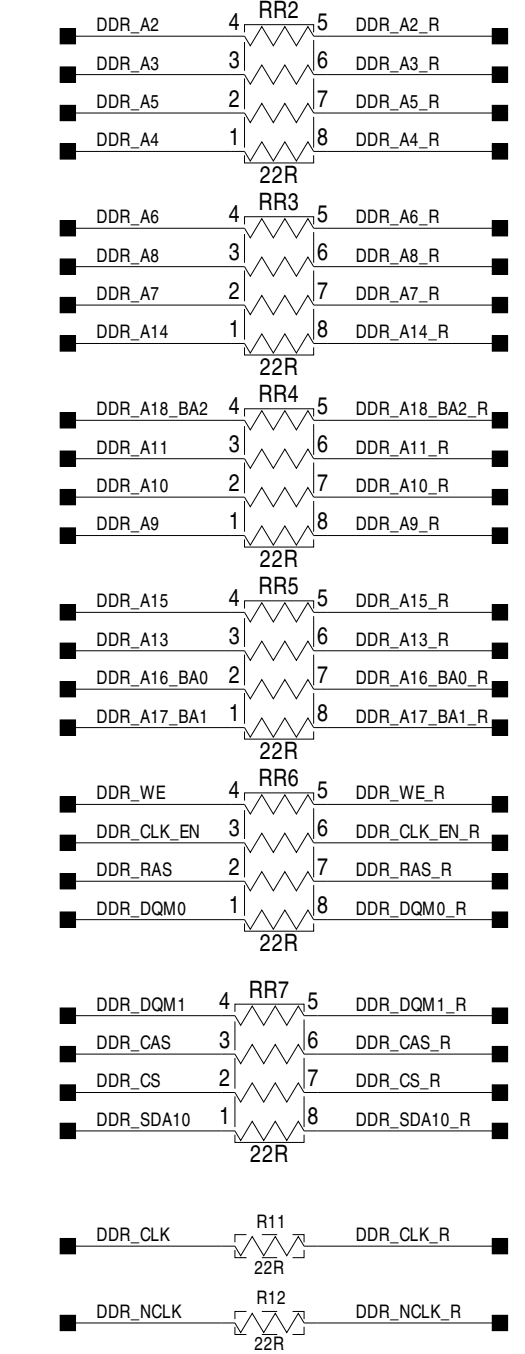 RR2
DDR_A2 4 5 DDR_A2_R
DDR_A3 3 6 DDR_A3_R
DDR_A5 2 7 DDR_A5_R
DDR_A4 1 8 DDR_A4_R
22R
RR3
DDR_A6 4 5 DDR_A6_R
DDR_A8 3 6 DDR_A8_R
DDR_A7 2 7 DDR_A7_R
DDR_A14 1 8 DDR_A14_R
22R
RR4
DDR_A18_BA2 4 5 DDR_A18_BA2_R
DDR_A11 3 6 DDR_A11_R
DDR_A10 2 7 DDR_A10_R
DDR_A9 1 8 DDR_A9_R
22R
RR5
DDR_A15 4 5 DDR_A15_R
DDR_A13 3 6 DDR_A13_R
DDR_A16_BA0 2 7 DDR_A16_BA0_R
DDR_A17_BA1 1 8 DDR_A17_BA1_R
22R
RR6
DDR_WE 4 5 DDR_WE_R
DDR_CLK_EN 3 6 DDR_CLK_EN_R
DDR_RAS 2 7 DDR_RAS_R
DDR_DQM0 1 8 DDR_DQM0_R
22R
RR7
DDR_DQM1 4 5 DDR_DQM1_R
DDR_CAS 3 6 DDR_CAS_R
DDR_CS 2 7 DDR_CS_R
DDR_SDA10 1 8 DDR_SDA10_R
22R
R11
DDR_CLK DDR_CLK_R
22R
R12
DDR_NCLK DDR_NCLK_R
22R